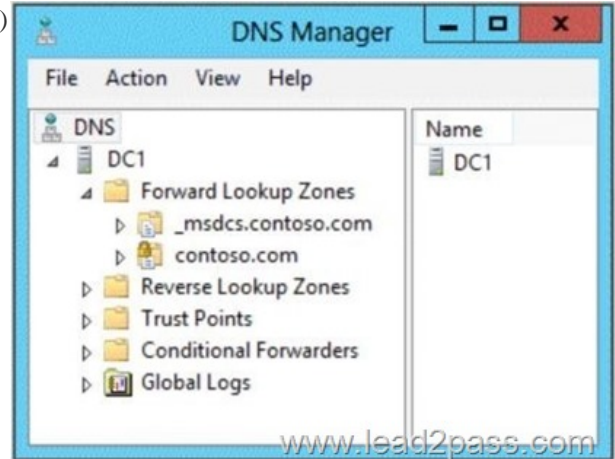 )
DNS Manager
File Action View Help
DNS
DC1
Forward Lookup Zones
_msdcs.contoso.com
contoso.com
Reverse Lookup Zones
Trust Points
Conditional Forwarders
Global Logs
Name
DC1
www.lead2pass.com